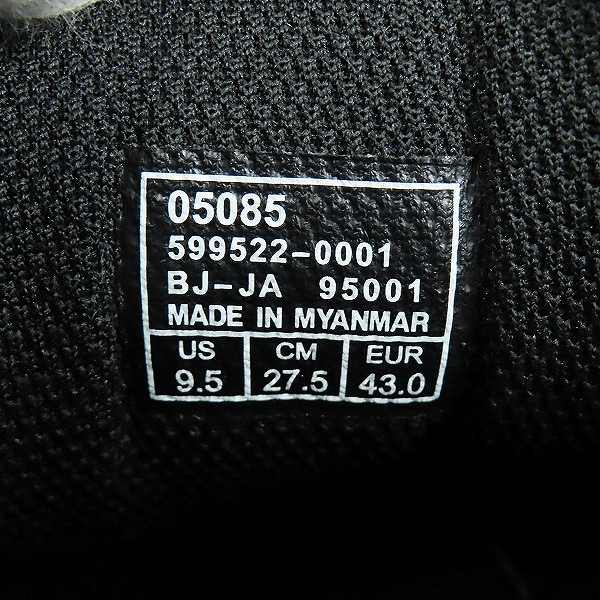 05085
599522-0001
BJ-JA 95001
MADE IN MYANMAR
US CM EUR
9.5 27.5 43.0